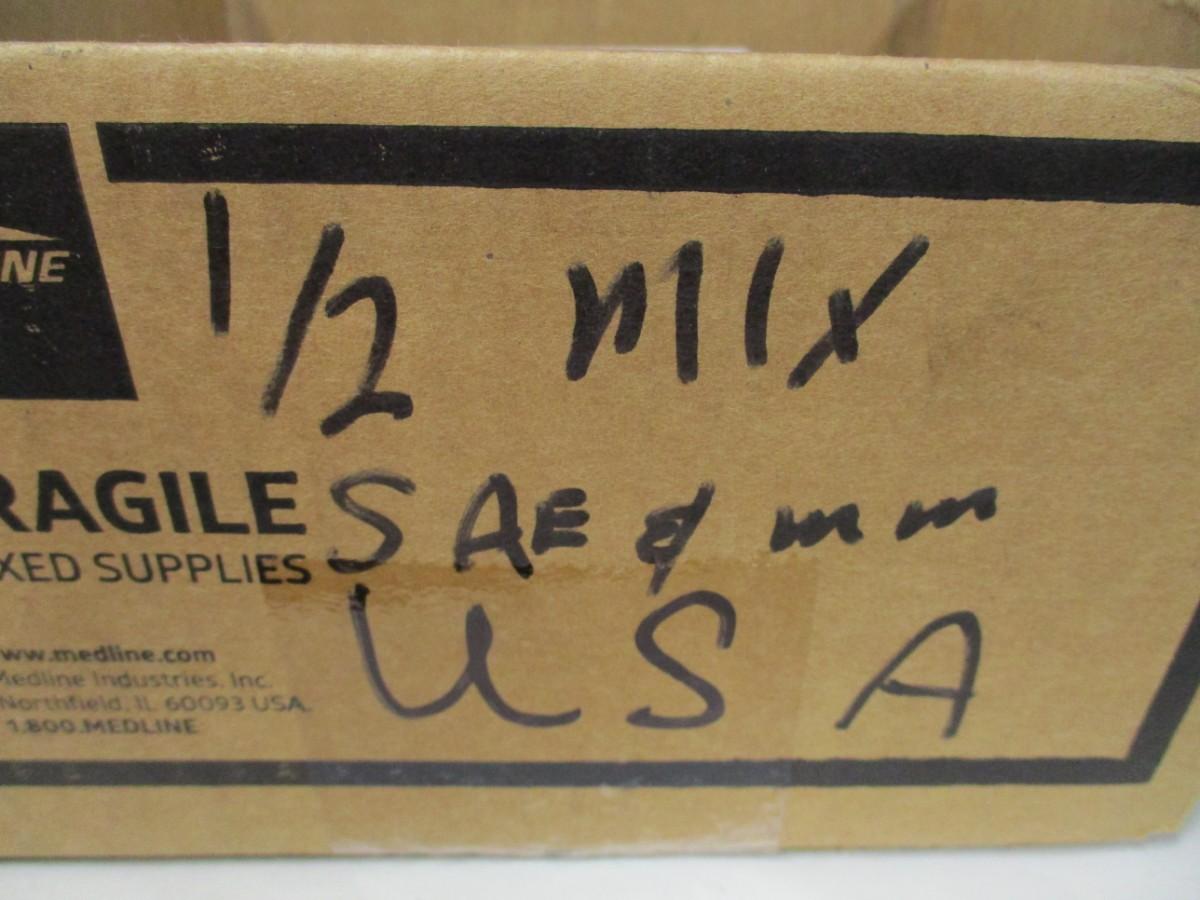 NE
1/2 MIX
RAGILE
SAE & mm
XED SUPPLIES
USA
ww.medline.com
Medline Industries, Inc.
Northfield, IL 60093 USA.
1.800.MEDLINE